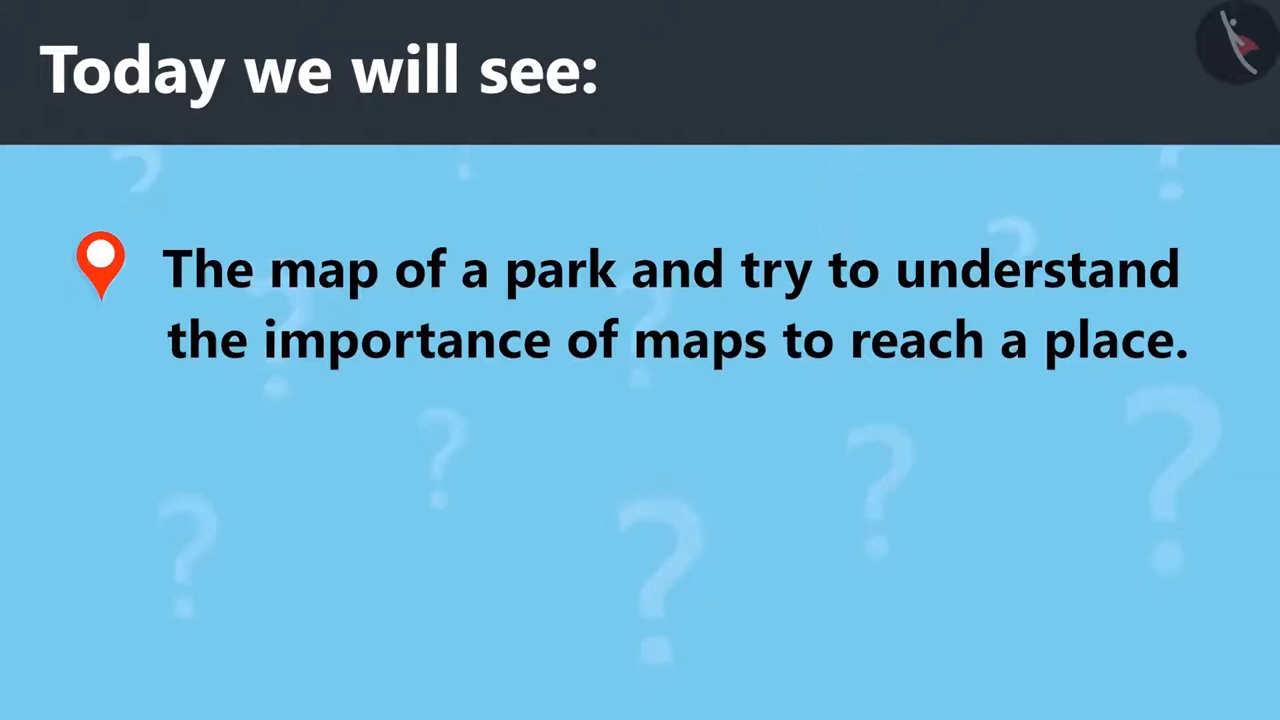 Today we will see:
The map of a park and try to understand
the importance of maps to reach a place.